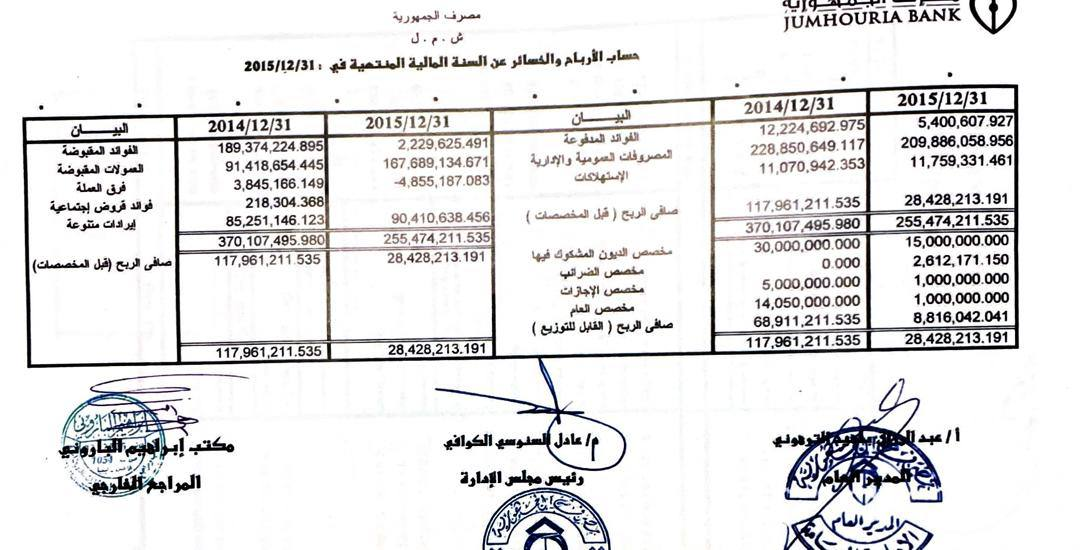 مصرف الجمهورية
JUMHOURIA BANK
مصرف الجمهورية
ش . م . ل
حساب الأرباح والخسائر عن السنة المالية المنتهية في : 2015/12/31
2015/12/31 2014/12/31 البيـــــان 2015/12/31 2014/12/31 البيـــــان
5,400,607.927 12,224,692.975 الفوائد المدفوعة 2,229,625.491 189,374,224.895 الفوائد المقبوضة
209,886,058.956 228,850,649.117 المصروفات العمومية والإدارية 167,689,134.671 91,418,654.445 العمولات المقبوضة
11,759,331.461 11,070,942.353 الإستهلاكات -4,855,187.083 3,845,166.149 فرق العملة
218,304.368 فوائد قروض إجتماعية
28,428,213.191 117,961,211.535 صافى الربح ( قبل المخصصات ) 90,410,638.456 85,251,146.123 إيرادات متنوعة
255,474,211.535 370,107,495.980 255,474,211.535 370,107,495.980
15,000,000.000 30,000,000.000 مخصص الديون المشكوك فيها 28,428,213.191 117,961,211.535 صافى الربح (قبل المخصصات)
2,612,171.150 0.000 مخصص الضرائب
1,000,000.000 5,000,000.000 مخصص الإجازات
1,000,000.000 14,050,000.000 مخصص العام
8,816,042.041 68,911,211.535 صافى الربح ( القابل للتوزيع )
28,428,213.191 117,961,211.535 28,428,213.191 117,961,211.535
مكتب إبراهيم الباروني
المراجع الخارجي
م/ عادل السنوسي الكوافي
رئيس مجلس الإدارة
أ/ عبد
المدير العام
المدير العام